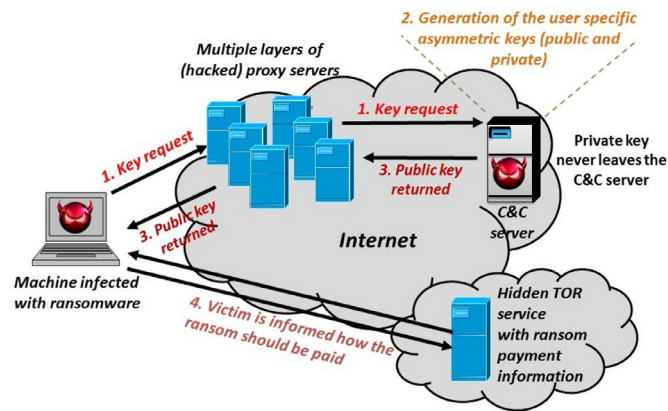 2. Generation of the user specific
asymmetric keys (public and
private)
Multiple layers of
(hacked) proxy servers
1. Key request
1. Key request
3. Public key
returned
Private key
never leaves the
C&C server
C&C
server
3. Public key
returned
Internet
Machine infected
with ransomware
4. Victim is informed how the
ransom should be paid
Hidden TOR
service
with ransom
payment
information